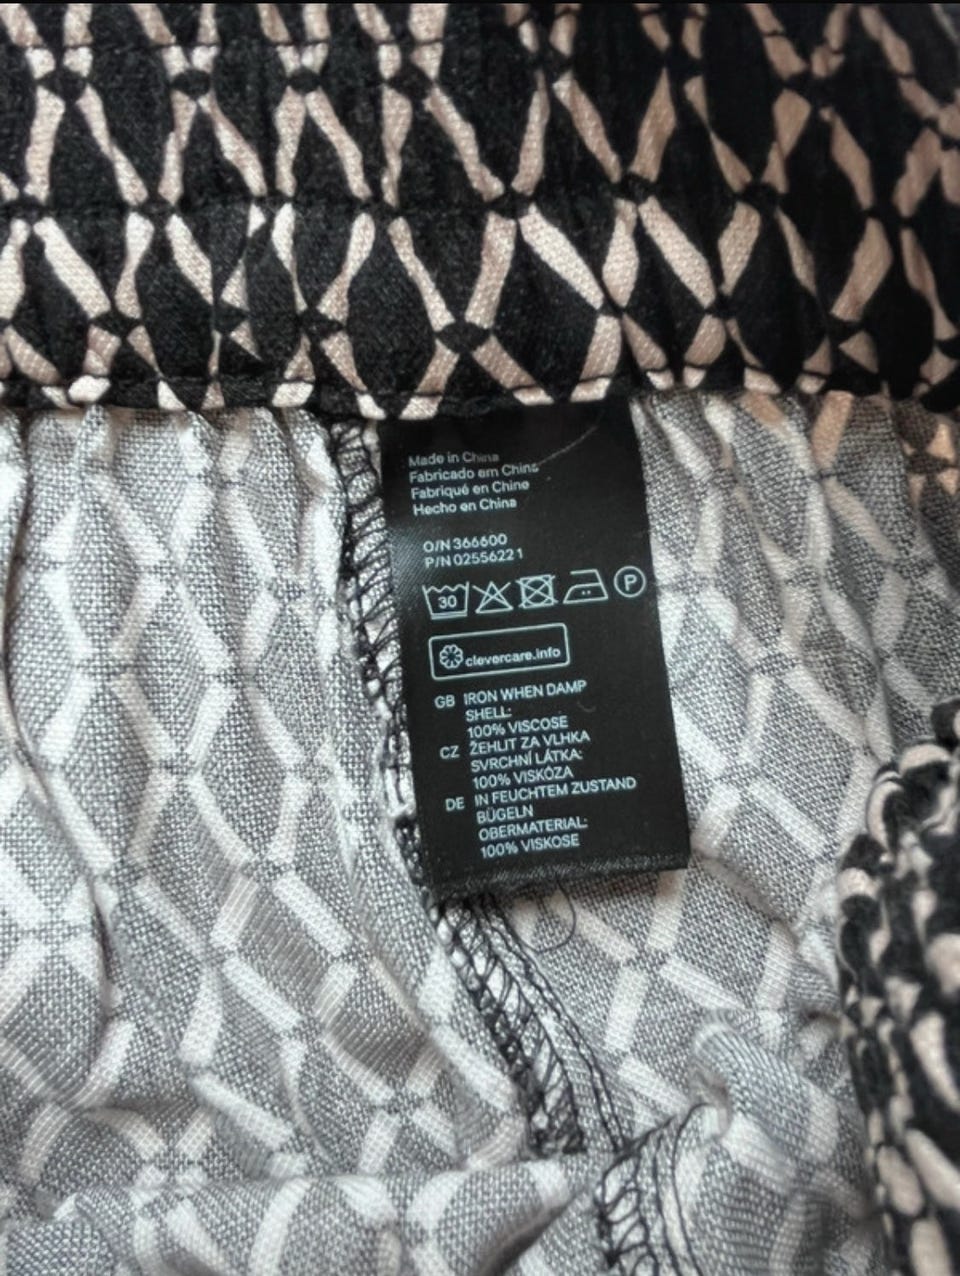 Made in China
Fabricado em China
Fabriqué en Chine
Hecho en China
O/N 366600
P/N 02556221
30 P
clevercare.info
GB IRON WHEN DAMP
SHELL:
100% VISCOSE
CZ ŽEHLIT ZA VLHKA
SVRCHNÍ LÁTKA:
100% VISKÓZA
DE IN FEUCHTEM ZUSTAND
BÜGELN
OBERMATERIAL:
100% VISKOSE